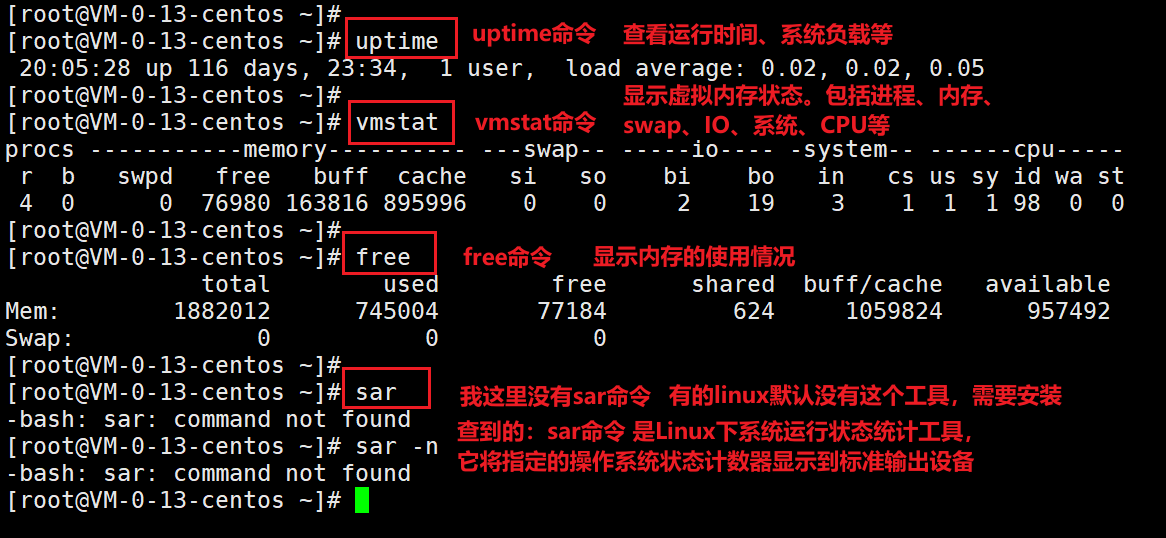 [root@VM-0-13-centos ~]#
[root@VM-0-13-centos ~]# uptime uptime命令 查看运行时间、系统负载等
20:05:28 up 116 days, 23:34, 1 user, load average: 0.02, 0.02, 0.05
[root@VM-0-13-centos ~]# 显示虚拟内存状态。包括进程、内存、
[root@VM-0-13-centos ~]# vmstat vmstat命令 swap、IO、系统、CPU等
procs -----------memory---------- ---swap-- -----io---- -system-- ------cpu-----
r b swpd free buff cache si so bi bo in cs us sy id wa st
4 0 0 76980 163816 895996 0 0 2 19 3 1 1 1 98 0 0
[root@VM-0-13-centos ~]#
[root@VM-0-13-centos ~]# free free命令 显示内存的使用情况
total used free shared buff/cache available
Mem: 1882012 745004 77184 624 1059824 957492
Swap: 0 0 0
[root@VM-0-13-centos ~]#
[root@VM-0-13-centos ~]# sar 我这里没有sar命令 有的linux默认没有这个工具，需要安装
-bash: sar: command not found 查到的：sar命令 是Linux下系统运行状态统计工具，
[root@VM-0-13-centos ~]# sar -n 它将指定的操作系统状态计数器显示到标准输出设备
-bash: sar: command not found
[root@VM-0-13-centos ~]#